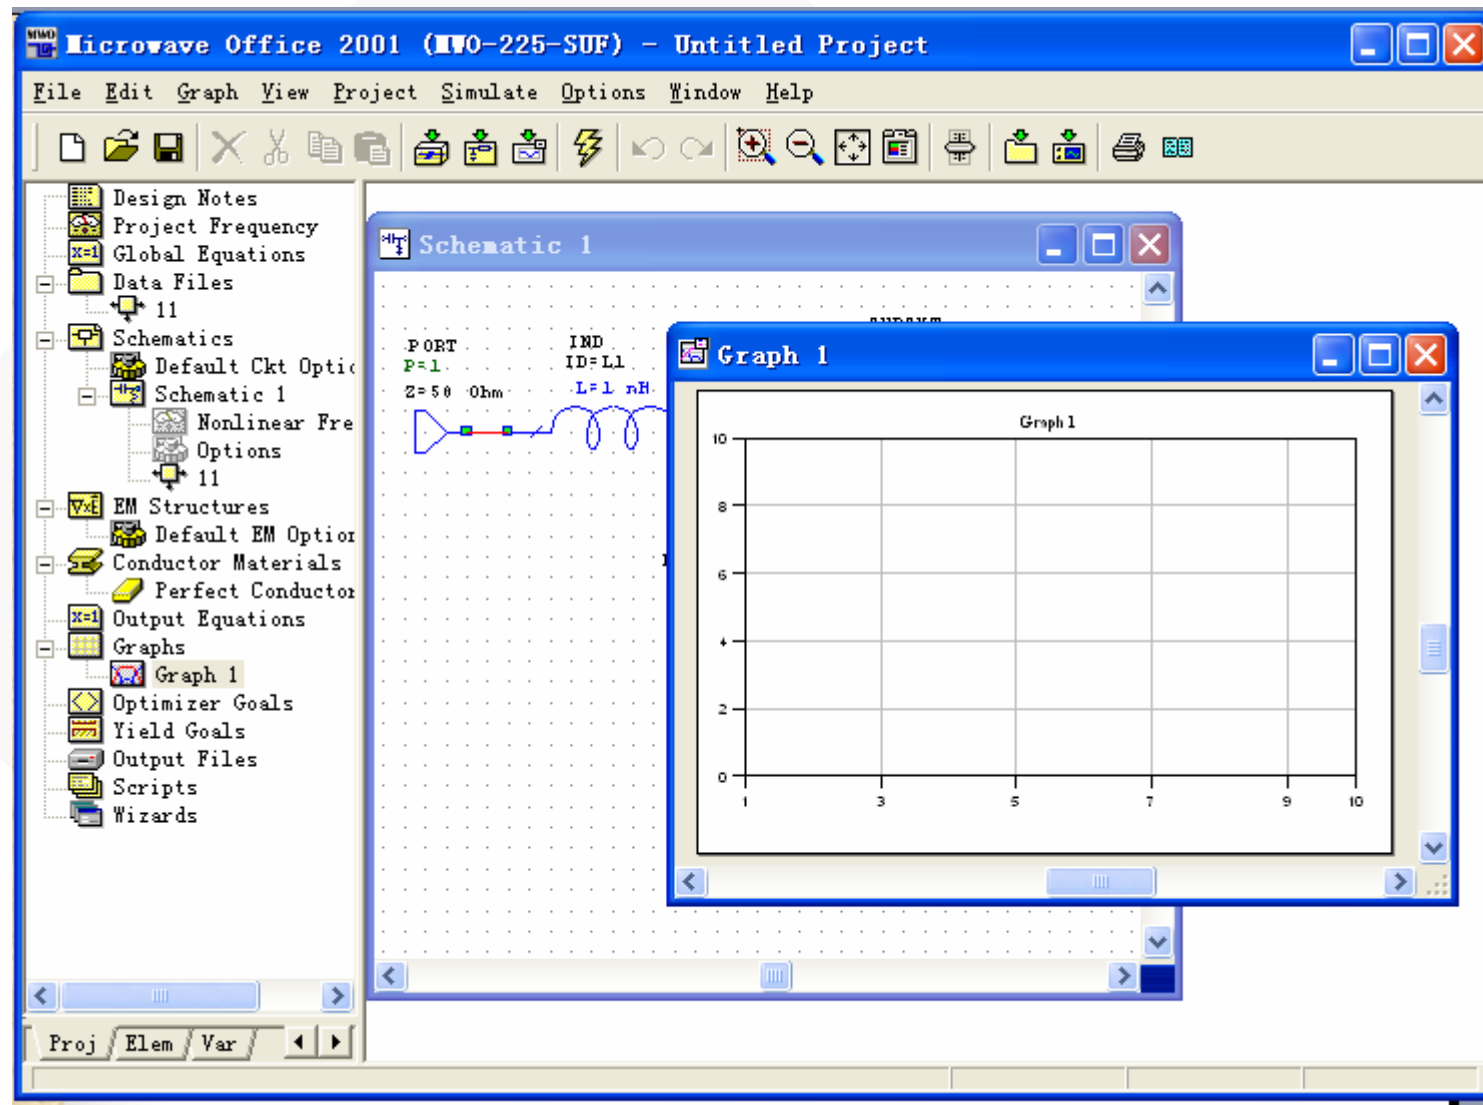 Microwave Office 2001 (MWO-225-SUF) - Untitled Project
File Edit Graph View Project Simulate Options Window Help
Design Notes
Project Frequency
Global Equations
Data Files
11
Schematics
Default Ckt Optic
Schematic 1
Nonlinear Fre
Options
11
EM Structures
Default EM Option
Conductor Materials
Perfect Conductor
Output Equations
Graphs
Graph 1
Optimizer Goals
Yield Goals
Output Files
Scripts
Wizards
Proj Elem Var
Schematic 1
PORT
P=1
Z=50 Ohm
IND
ID=L1
L=1 nH
Graph 1
Graph 1
10
8
6
4
2
0
1 3 5 7 9 10